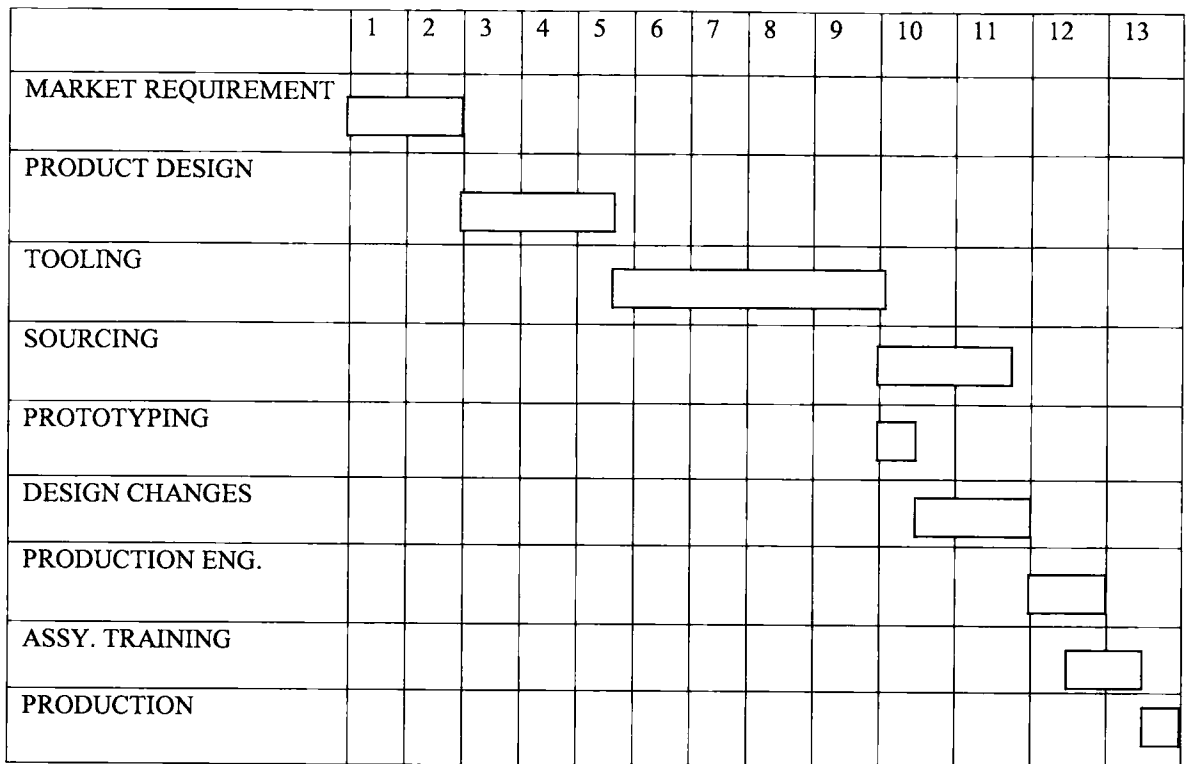 1 2 3 4 5 6 7 8 9 10 11 12 13
MARKET REQUIREMENT
PRODUCT DESIGN
TOOLING
SOURCING
PROTOTYPING
DESIGN CHANGES
PRODUCTION ENG.
ASSY. TRAINING
PRODUCTION